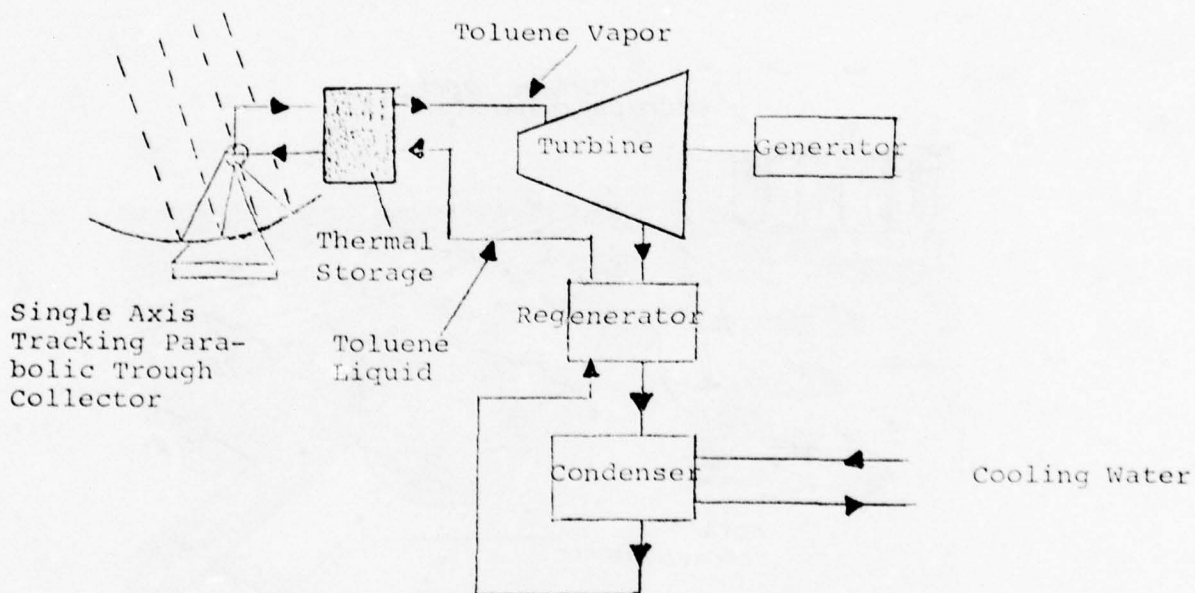 Toluene Vapor
Turbine
Generator
Thermal
Storage
Regenerator
Single Axis
Tracking Para-
bolic Trough
Collector
Toluene
Liquid
Condenser
Cooling Water